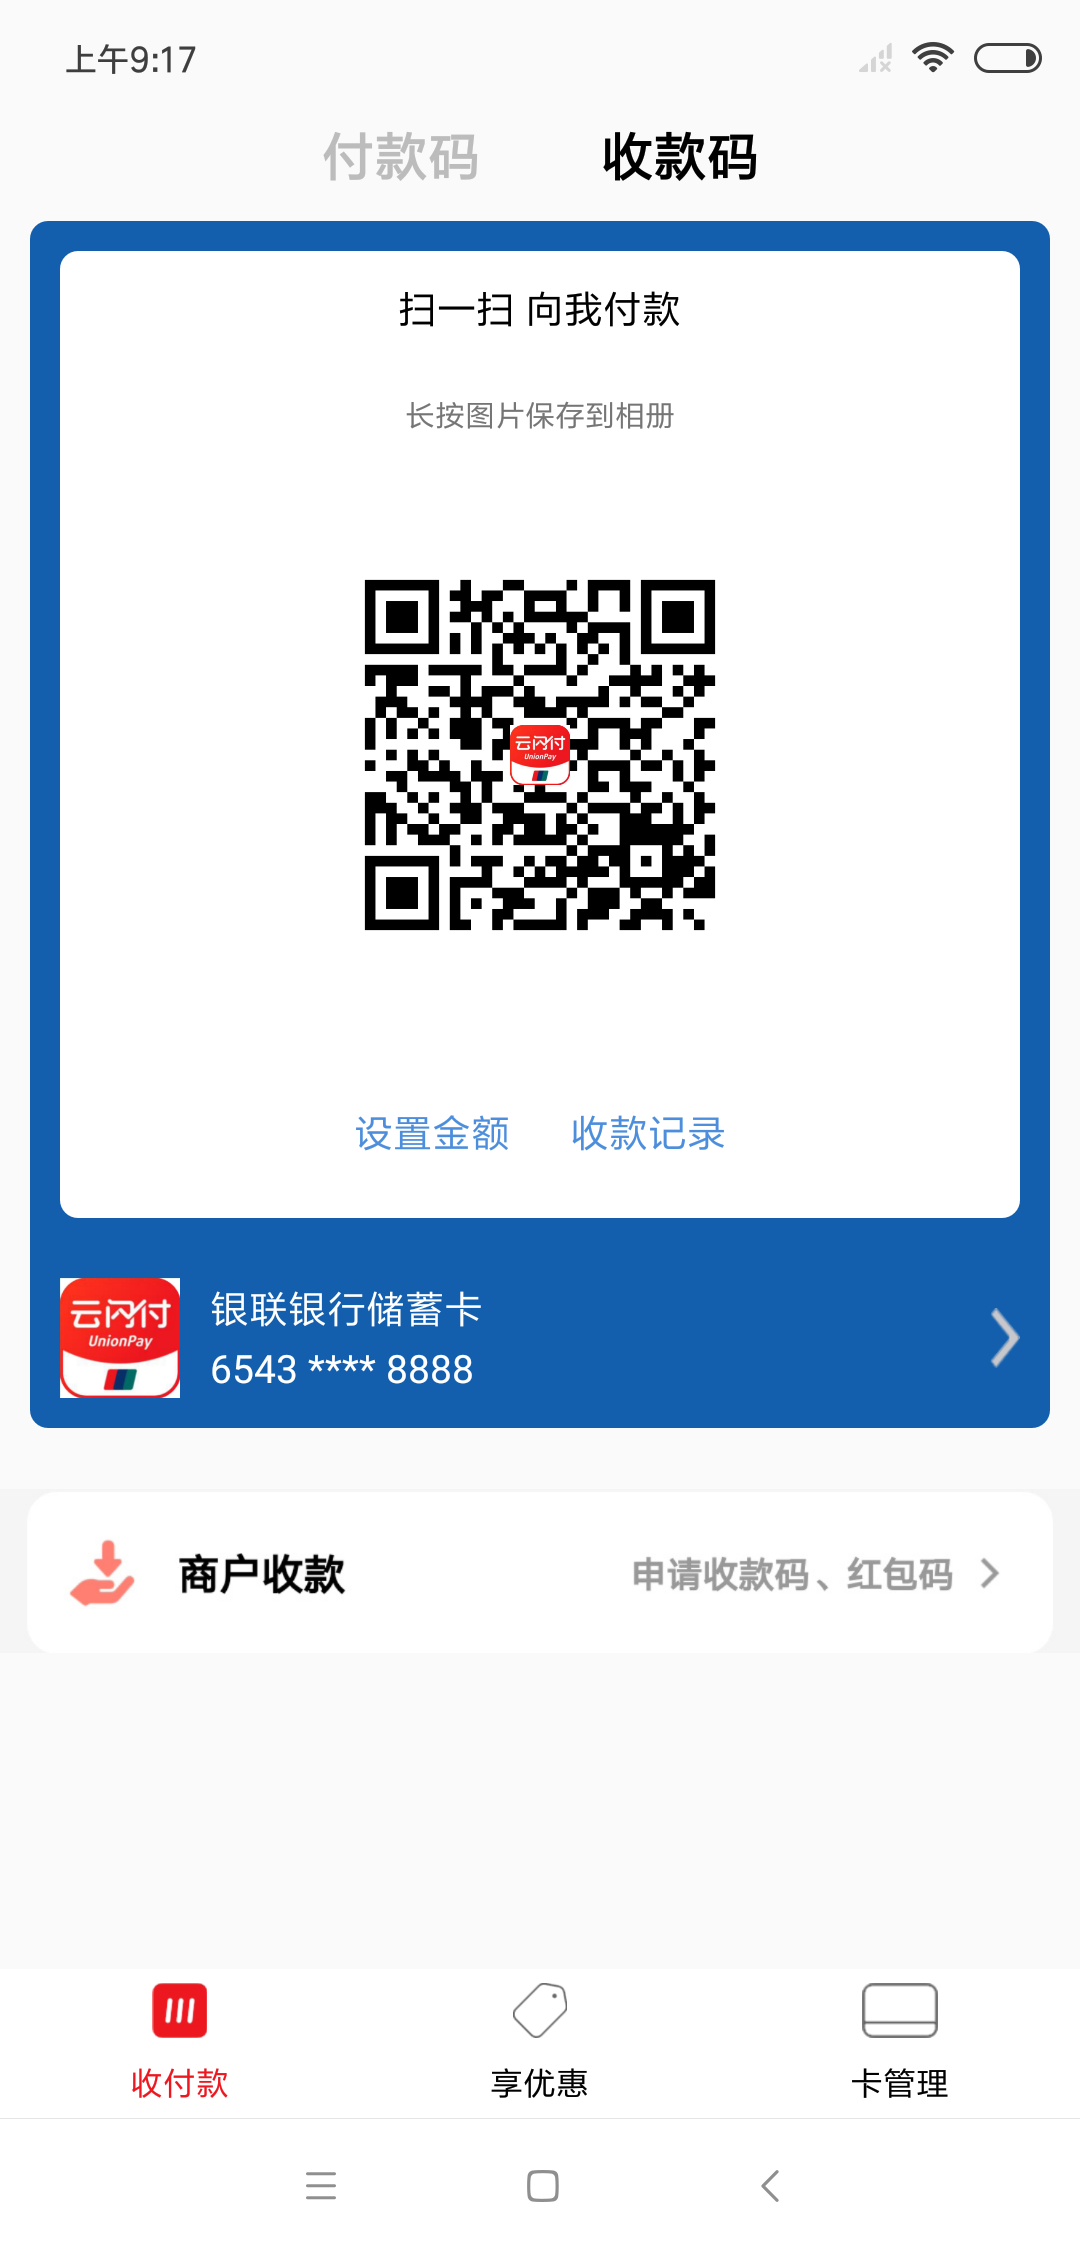 上午9:17
付款码 收款码
扫一扫 向我付款
长按图片保存到相册
云闪付
UnionPay
设置金额 收款记录
云闪付
UnionPay
银联银行储蓄卡
6543 **** 8888
商户收款 申请收款码、红包码
收付款 享优惠 卡管理